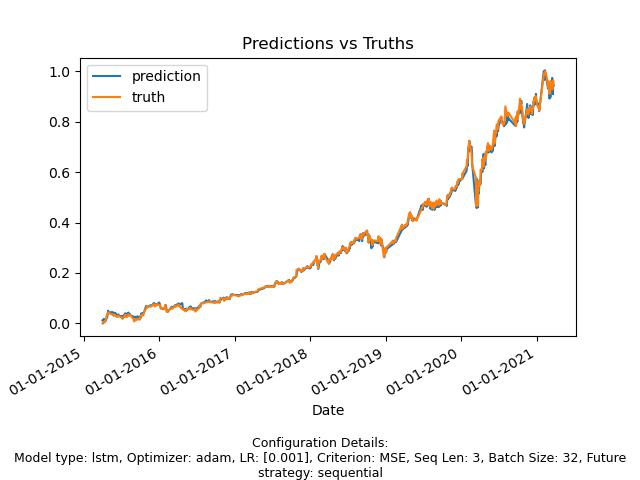 Predictions vs Truths
prediction
truth
1.0
0.8
0.6
0.4
0.2
0.0
01-01-2015
01-01-2016
01-01-2017
01-01-2018
01-01-2019
01-01-2020
01-01-2021
Date
Configuration Details:
Model type: lstm, Optimizer: adam, LR: [0.001], Criterion: MSE, Seq Len: 3, Batch Size: 32, Future
strategy: sequential